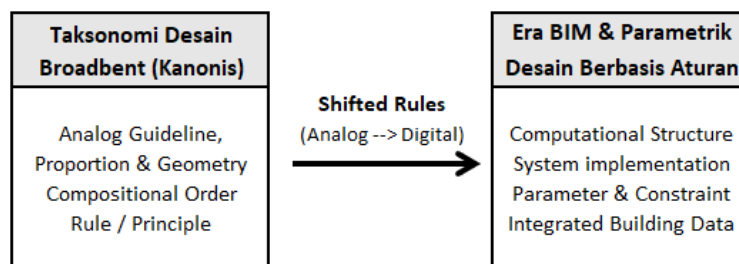 Taksonomi Desain
Broadbent (Kanonis)
Analog Guideline,
Proportion & Geometry
Compositional Order
Rule / Principle
Shifted Rules
(Analog --> Digital)
Era BIM & Parametrik
Desain Berbasis Aturan
Computational Structure
System implementation
Parameter & Constraint
Integrated Building Data